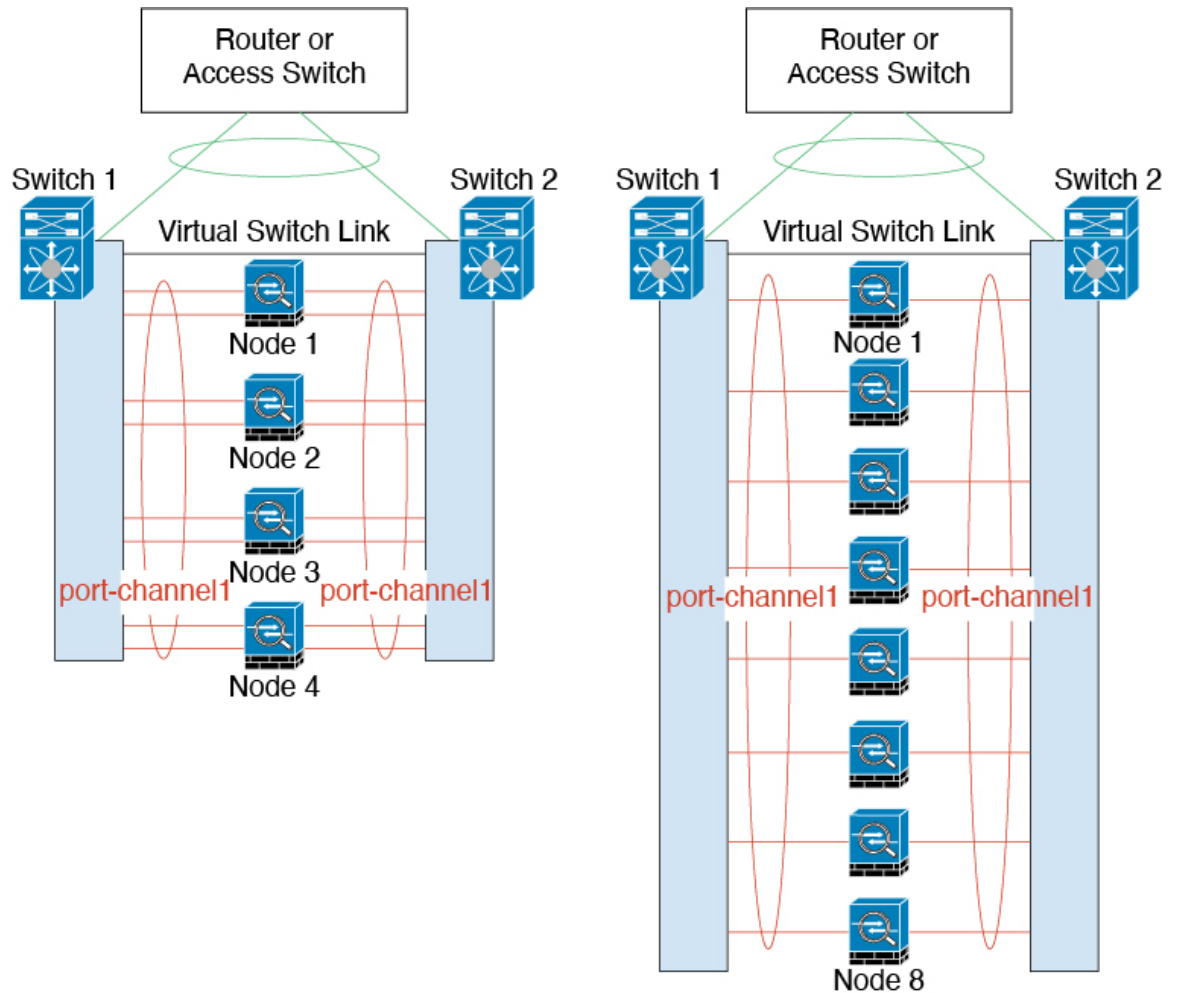 Router or
Access Switch
Switch 1
Switch 2
Virtual Switch Link
Node 1
Node 2
Node 3
port-channel1
port-channel1
Node 4
Router or
Access Switch
Switch 1
Switch 2
Virtual Switch Link
Node 1
port-channel1
port-channel1
Node 8